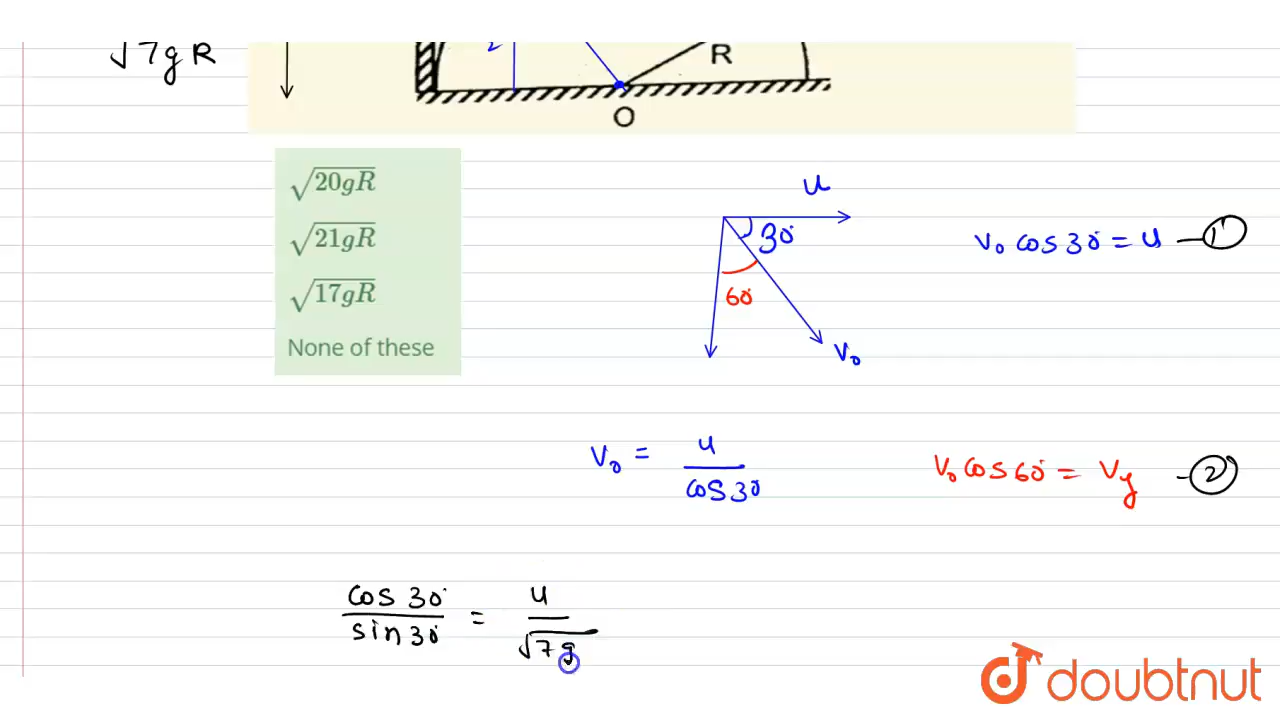 √7gR
2
R
O
√20gR
√21gR
√17gR
None of these
u
30°
60°
v₀
v₀ cos 30° = u — 1
v₀ = u / cos 30
v₀ cos 60° = Vy - 2
cos 30° / sin 30° = u / √7g
doubtnut